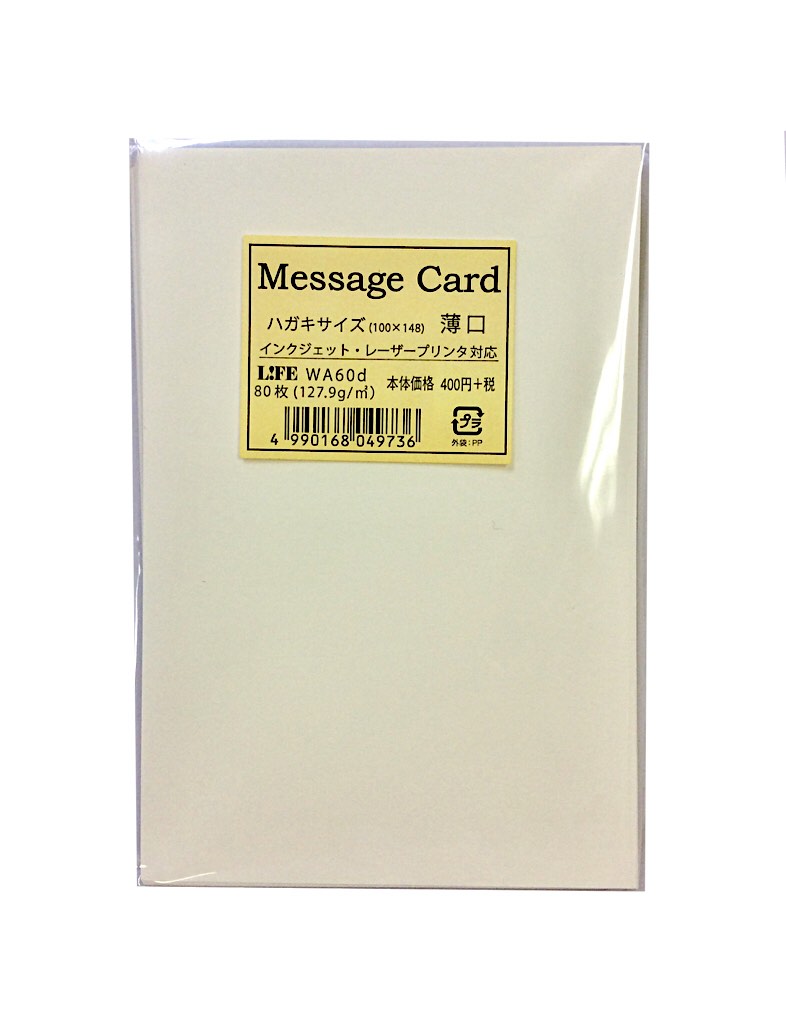 Message Card
ハガキサイズ(100×148) 薄口
インクジェット・レーザープリンタ対応
L!FE WA60d
80枚(127.9g/㎡) 本体価格 400円+税
4 990168 049736
プラ
外袋:PP